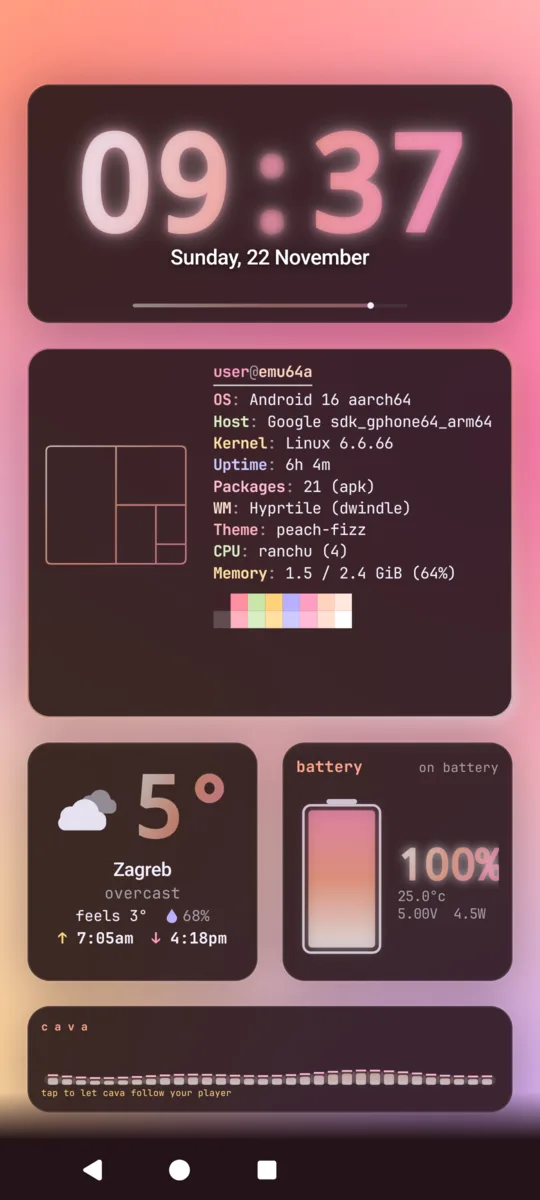 09:37
Sunday, 22 November
user@emu64a
OS: Android 16 aarch64
Host: Google sdk_gphone64_arm64
Kernel: Linux 6.6.66
Uptime: 6h 4m
Packages: 21 (apk)
WM: Hyprtile (dwindle)
Theme: peach-fizz
CPU: ranchu (4)
Memory: 1.5 / 2.4 GiB (64%)
5°
Zagreb
overcast
feels 3° 68%
↑ 7:05am ↓ 4:18pm
battery on battery
100%
25.0°c
5.00V 4.5W
cava
tap to let cava follow your player